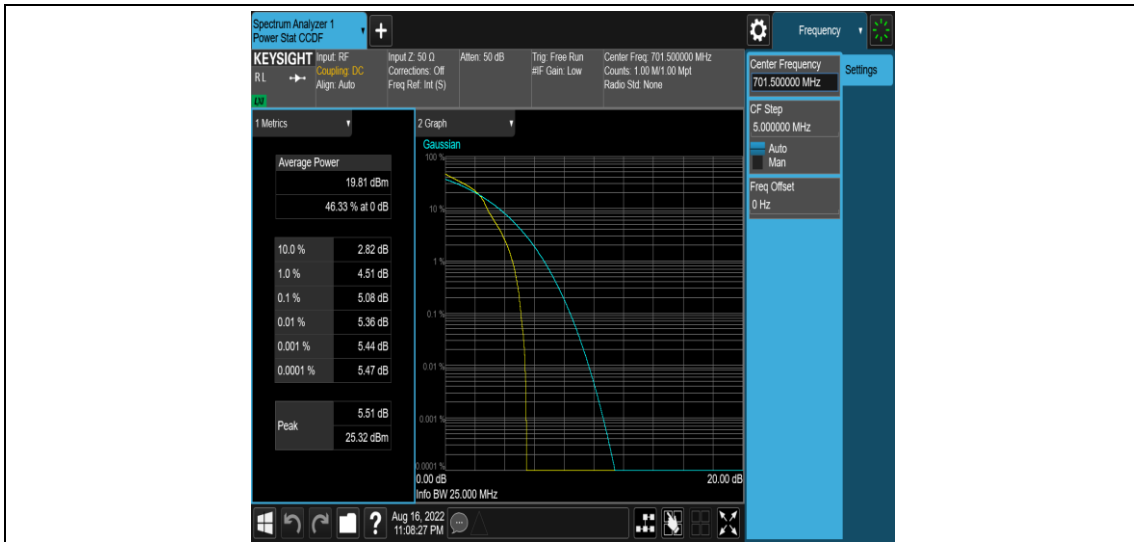 Spectrum Analyzer 1
Power Stat CCDF
+
Frequency
KEYSIGHT
RL
LXI
Input: RF
Coupling: DC
Align: Auto
Input Z: 50 Ω
Corrections: Off
Freq Ref: Int (S)
Atten: 50 dB
Trig: Free Run
#IF Gain: Low
Center Freq: 701.500000 MHz
Counts: 1.00 M/1.00 Mpt
Radio Std: None
Center Frequency
701.500000 MHz
Settings
CF Step
5.000000 MHz
Auto
Man
Freq Offset
0 Hz
1 Metrics
Average Power
19.81 dBm
46.33 % at 0 dB
10.0 % 2.82 dB
1.0 % 4.51 dB
0.1 % 5.08 dB
0.01 % 5.36 dB
0.001 % 5.44 dB
0.0001 % 5.47 dB
Peak
5.51 dB
25.32 dBm
2 Graph
Gaussian
100 %
10 %
1 %
0.1 %
0.01 %
0.001 %
0.0001 %
0.00 dB
20.00 dB
Info BW 25.000 MHz
?
Aug 16, 2022
11:08:27 PM